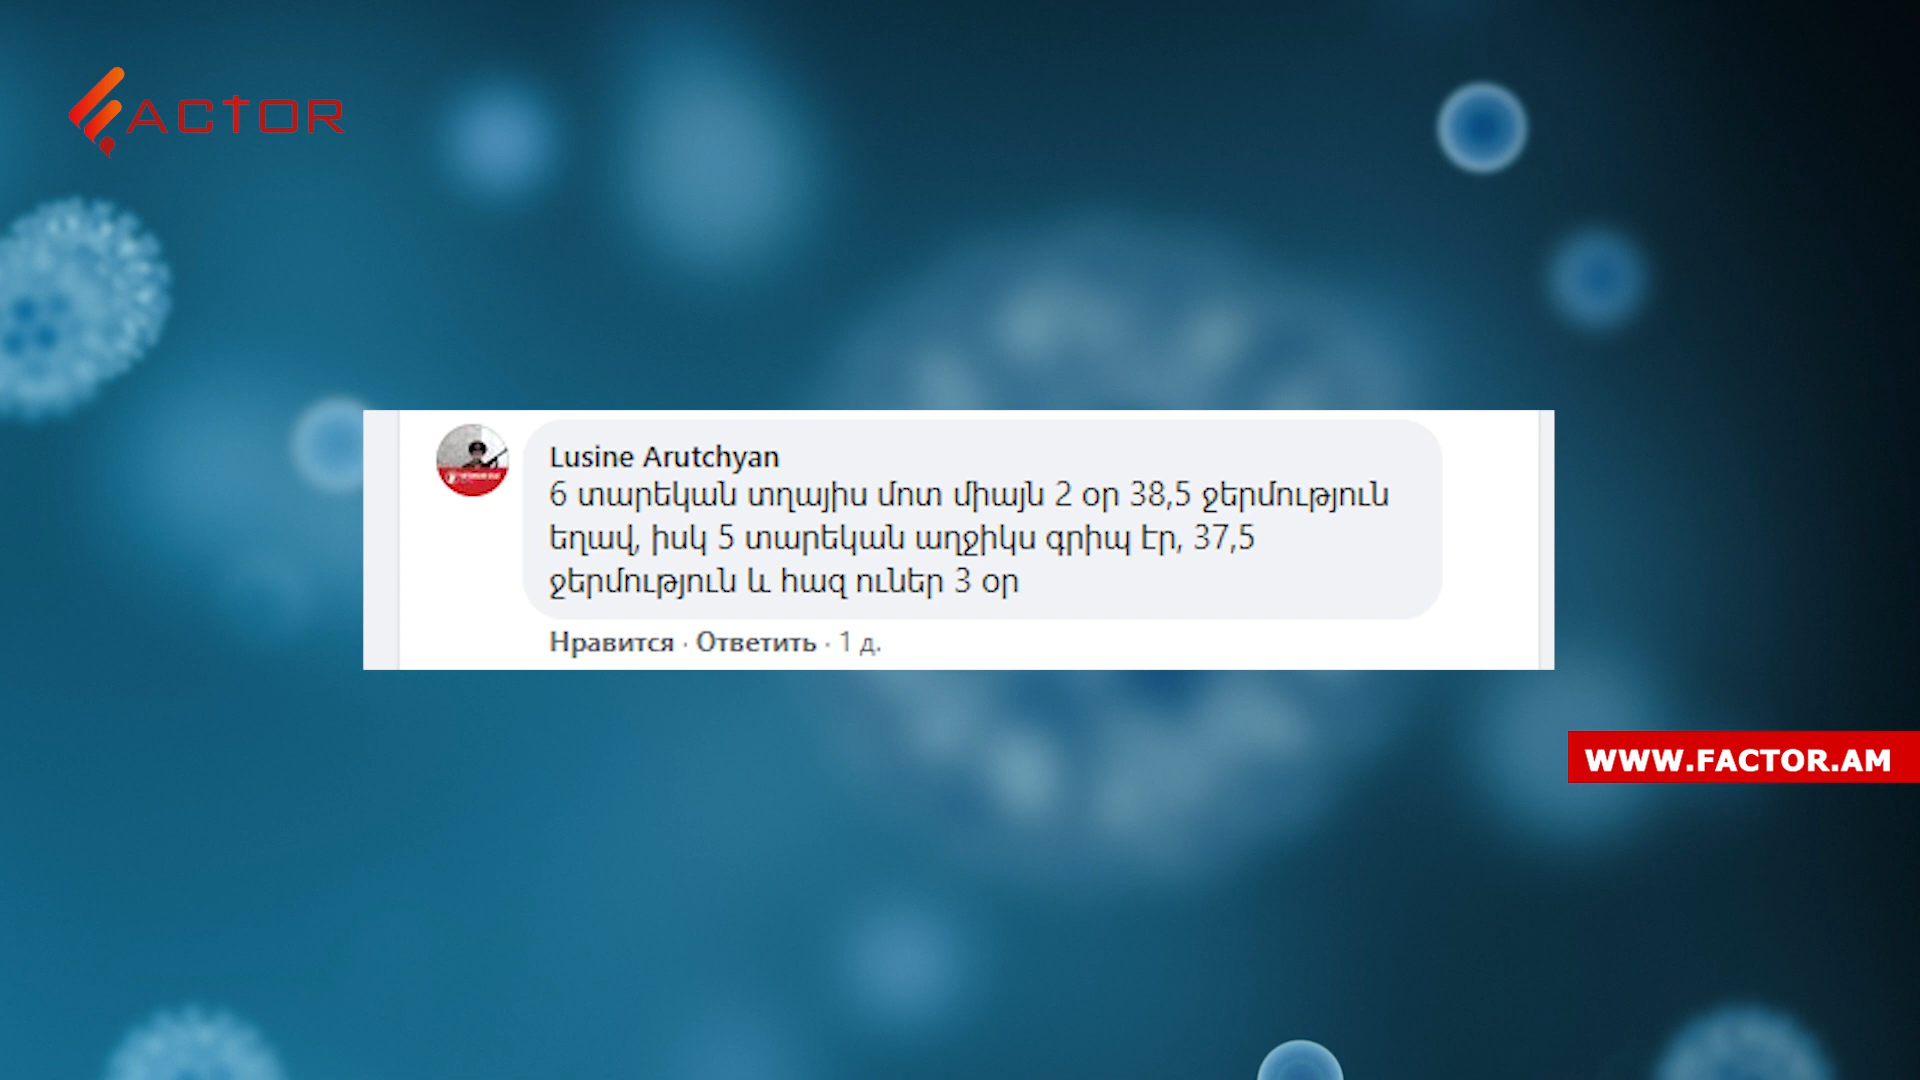 FACTOR
Lusine Arutchyan
6 տարեկան տղայիս մոտ միայն 2 օր 38,5 ջերմություն
եղավ, իսկ 5 տարեկան աղջիկս գրիպ էր, 37,5
ջերմություն և հազ ուներ 3 օր
Нравится · Ответить · 1 д.
WWW.FACTOR.AM